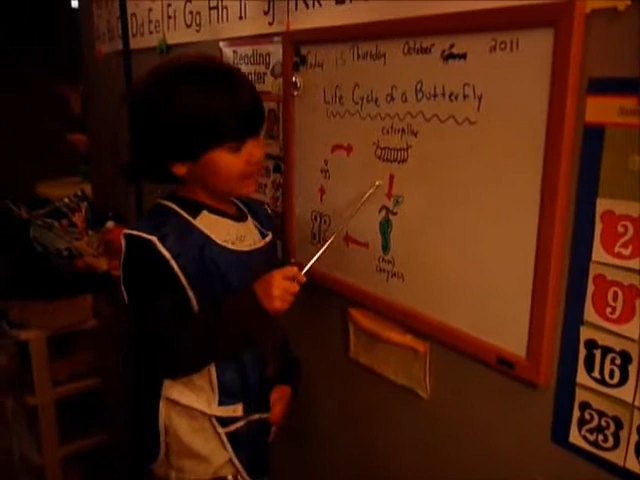 Dd Ee Ff Gg Hh Ii Jj
Reading
Center
Today is Thursday October 2011
Life Cycle of a Butterfly
caterpillar
chrysalis
2
9
16
23